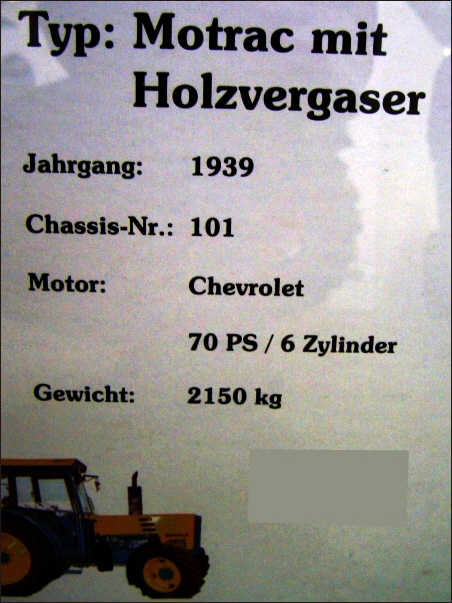 Typ: Motrac mit
Holzvergaser
Jahrgang: 1939
Chassis-Nr.: 101
Motor: Chevrolet
70 PS / 6 Zylinder
Gewicht: 2150 kg